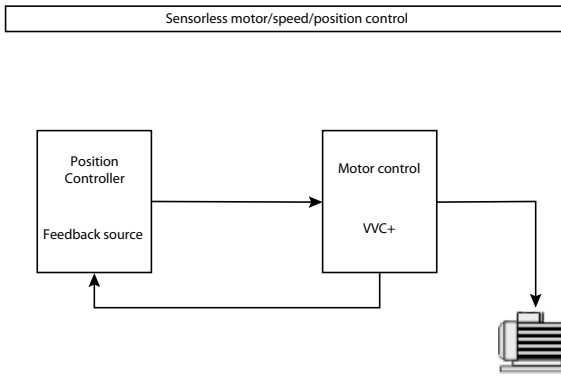 Sensorless motor/speed/position control
Position
Controller
Feedback source
Motor control
VVC+